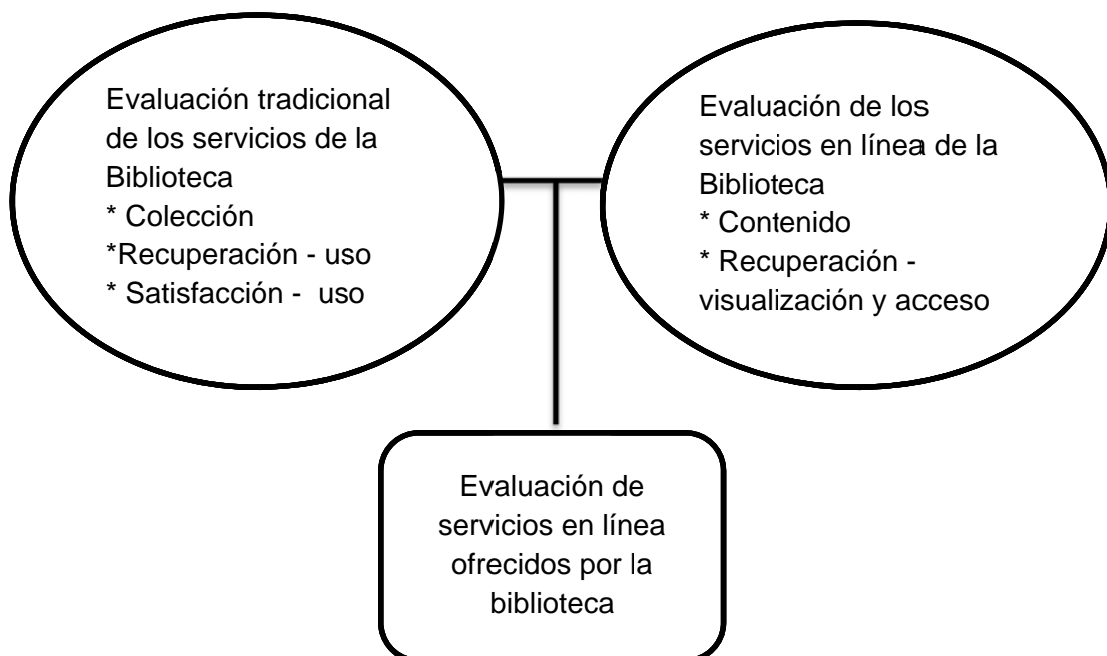 Evaluación tradicional
de los servicios de la
Biblioteca
* Colección
*Recuperación - uso
* Satisfacción - uso
Evaluación de los
servicios en línea de la
Biblioteca
* Contenido
* Recuperación -
visualización y acceso
Evaluación de
servicios en línea
ofrecidos por la
biblioteca